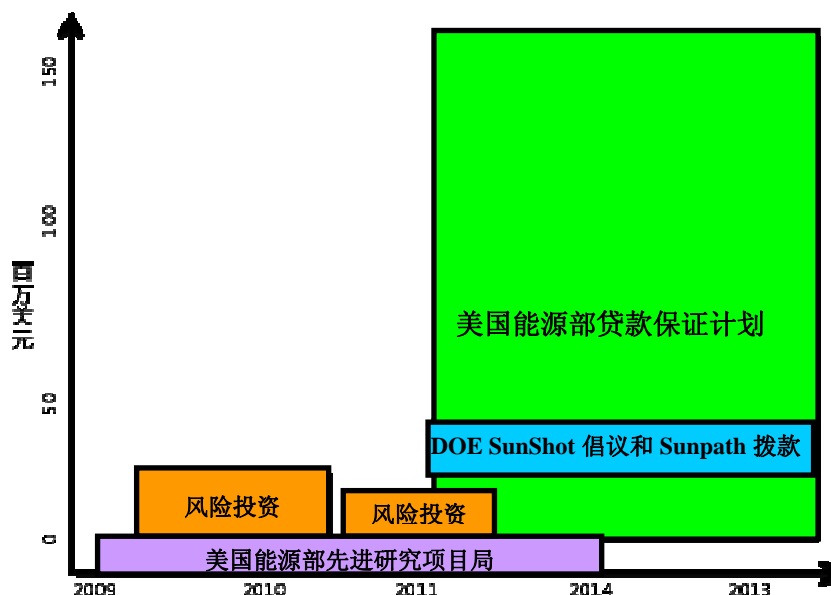 150
100
百万美元
美国能源部贷款保证计划
50
DOE SunShot 倡议和 Sunpath 拨款
风险投资
风险投资
0
美国能源部先进研究项目局
2009 2010 2011 2014 2013